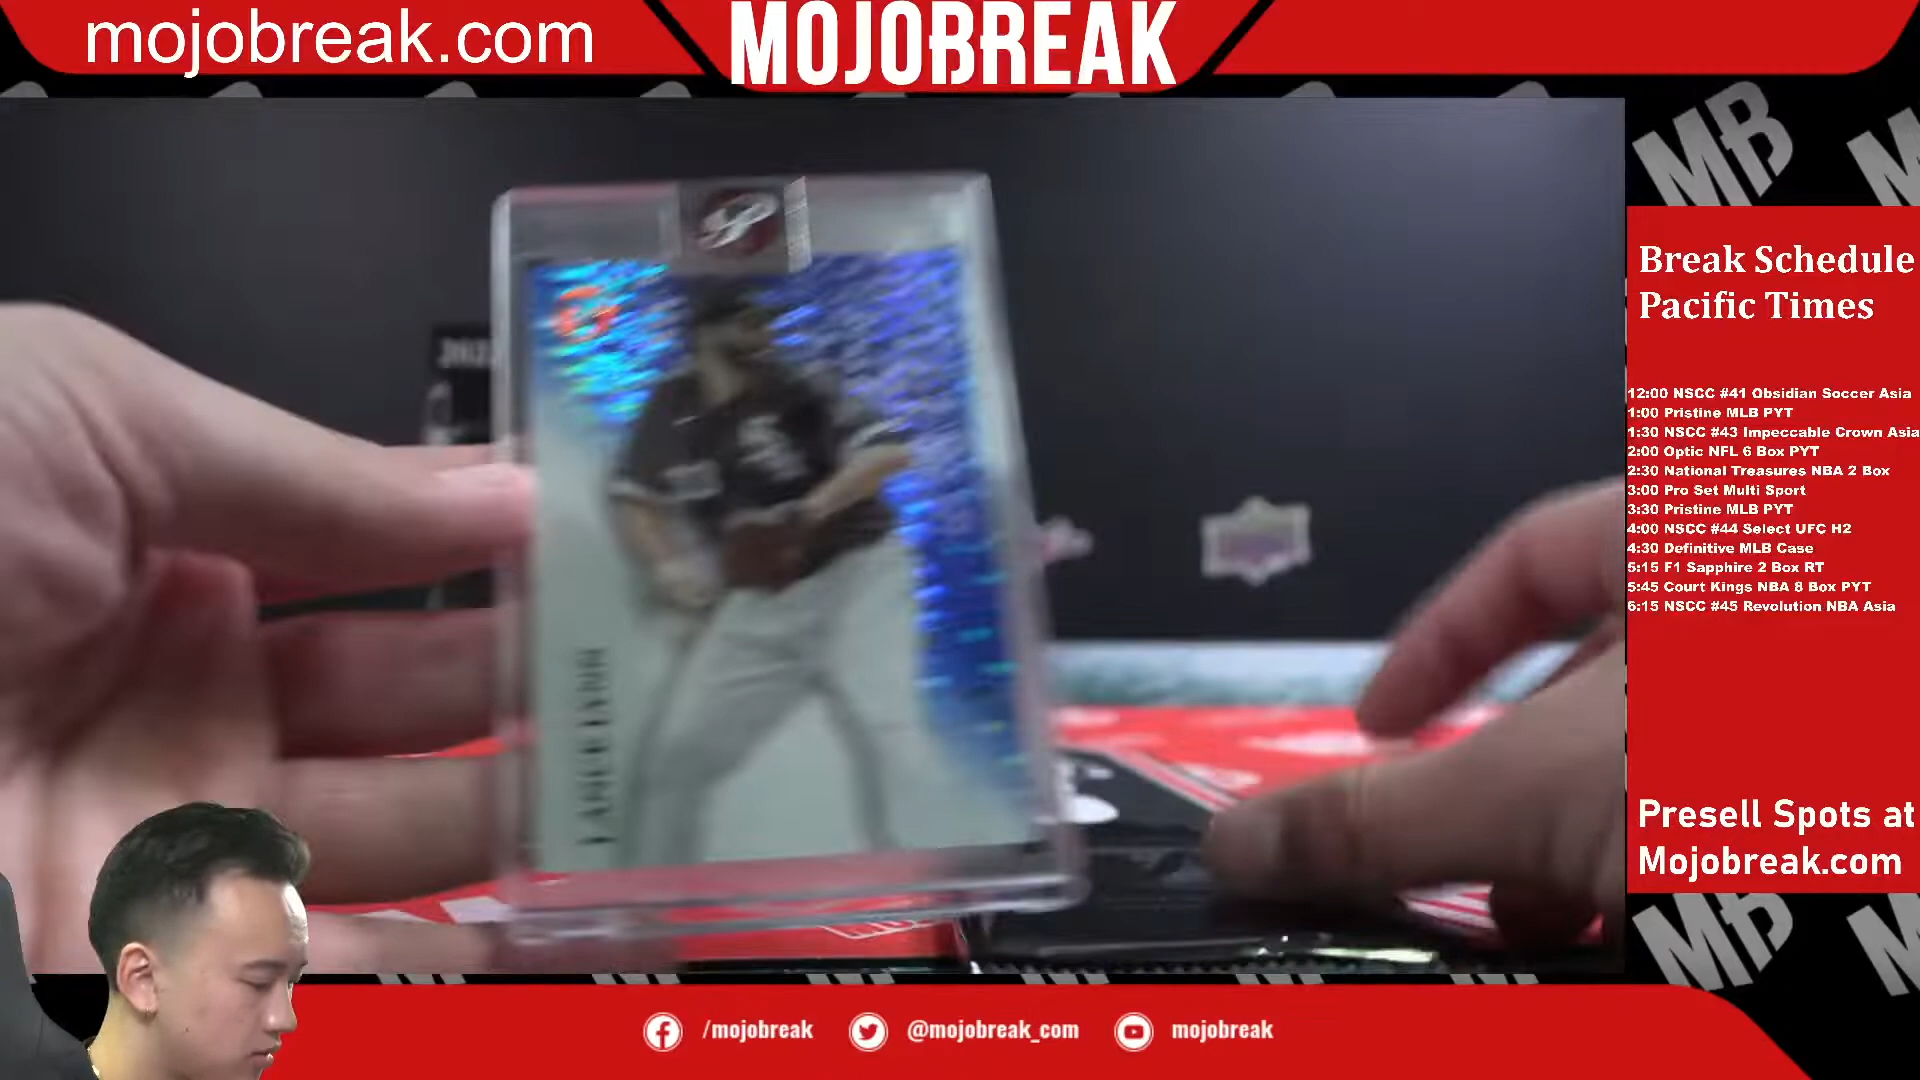 mojobreak.com
MOJOBREAK
MB
Break Schedule
Pacific Times
12:00 NSCC #41 Obsidian Soccer Asia
1:00 Pristine MLB PYT
1:30 NSCC #43 Impeccable Crown Asia
2:00 Optic NFL 6 Box PYT
2:30 National Treasures NBA 2 Box
3:00 Pro Set Multi Sport
3:30 Pristine MLB PYT
4:00 NSCC #44 Select UFC H2
4:30 Definitive MLB Case
5:15 F1 Sapphire 2 Box RT
5:45 Court Kings NBA 8 Box PYT
6:15 NSCC #45 Revolution NBA Asia
Presell Spots at
Mojobreak.com
MB
/mojobreak
@mojobreak_com
mojobreak